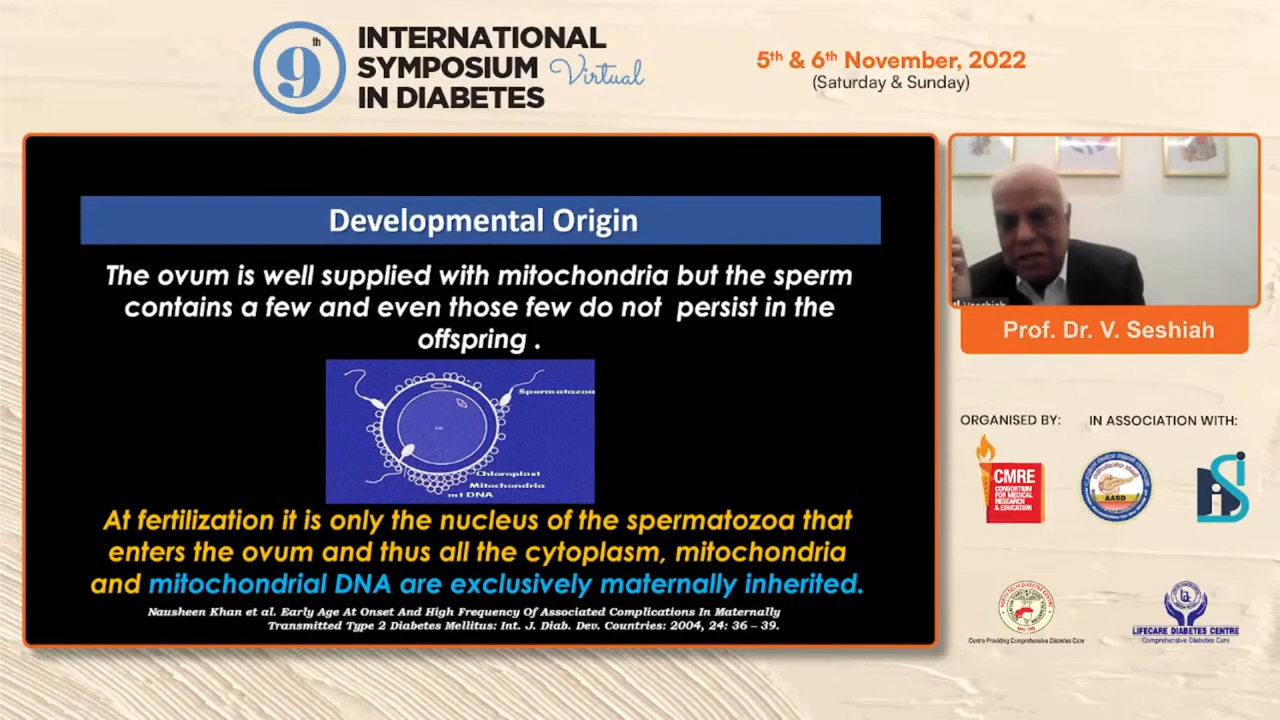 9th
INTERNATIONAL
SYMPOSIUM Virtual
IN DIABETES
5th & 6th November, 2022
(Saturday & Sunday)
Developmental Origin
The ovum is well supplied with mitochondria but the sperm
contains a few and even those few do not persist in the
offspring .
Spermatozoa
Chloroplast
Mitochondria
mt DNA
At fertilization it is only the nucleus of the spermatozoa that
enters the ovum and thus all the cytoplasm, mitochondria
and mitochondrial DNA are exclusively maternally inherited.
Nausheen Khan et al. Early Age At Onset And High Frequency Of Associated Complications In Maternally
Transmitted Type 2 Diabetes Mellitus: Int. J. Diab. Dev. Countries: 2004, 24: 36 – 39.
Prof. Dr. V. Seshiah
ORGANISED BY:
IN ASSOCIATION WITH:
CMRE
CONSORTIUM
FOR MEDICAL
RESEARCH
& EDUCATION
AASD
Centre Providing Comprehensive Diabetes Care
LIFECARE DIABETES CENTRE
Comprehensive Diabetes Care